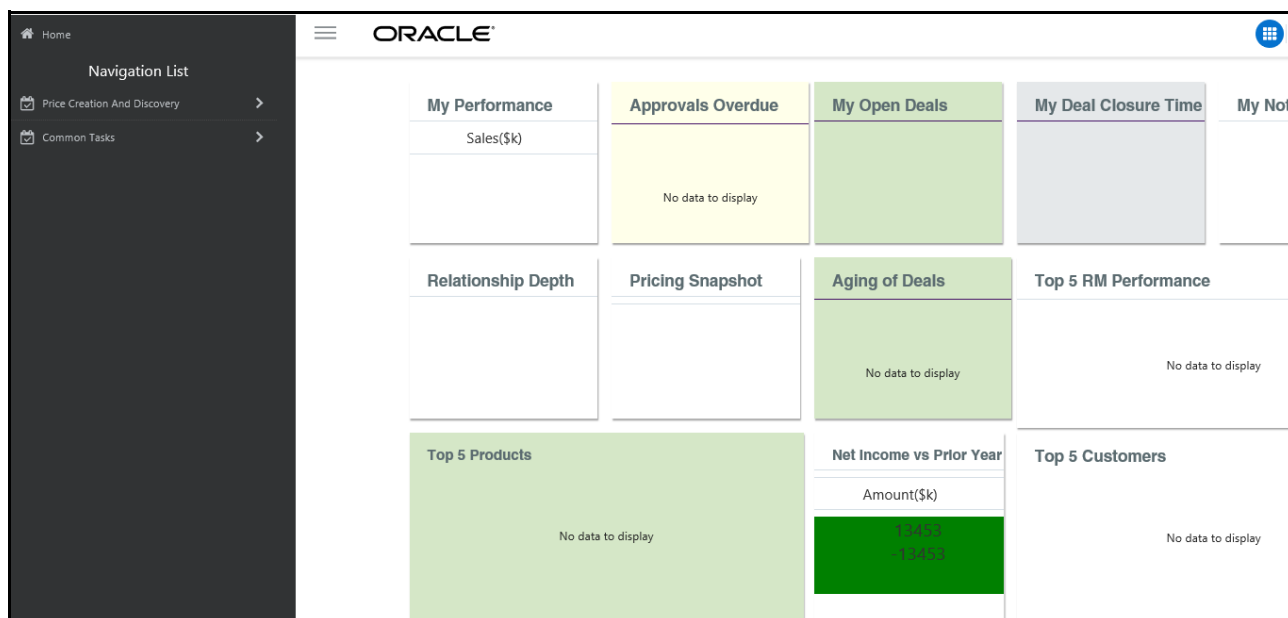 Home
Navigation List
Price Creation And Discovery
Common Tasks
ORACLE
My Performance
Sales($k)
Approvals Overdue
No data to display
My Open Deals
My Deal Closure Time
My Not
Relationship Depth
Pricing Snapshot
Aging of Deals
No data to display
Top 5 RM Performance
No data to display
Top 5 Products
No data to display
Net Income vs Prior Year
Amount($k)
13453
-13453
Top 5 Customers
No data to display